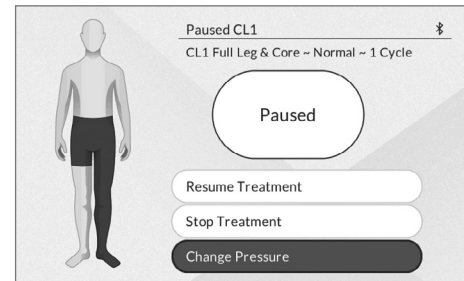 Paused CL1
CL1 Full Leg & Core ~ Normal ~ 1 Cycle
Paused
Resume Treatment
Stop Treatment
Change Pressure